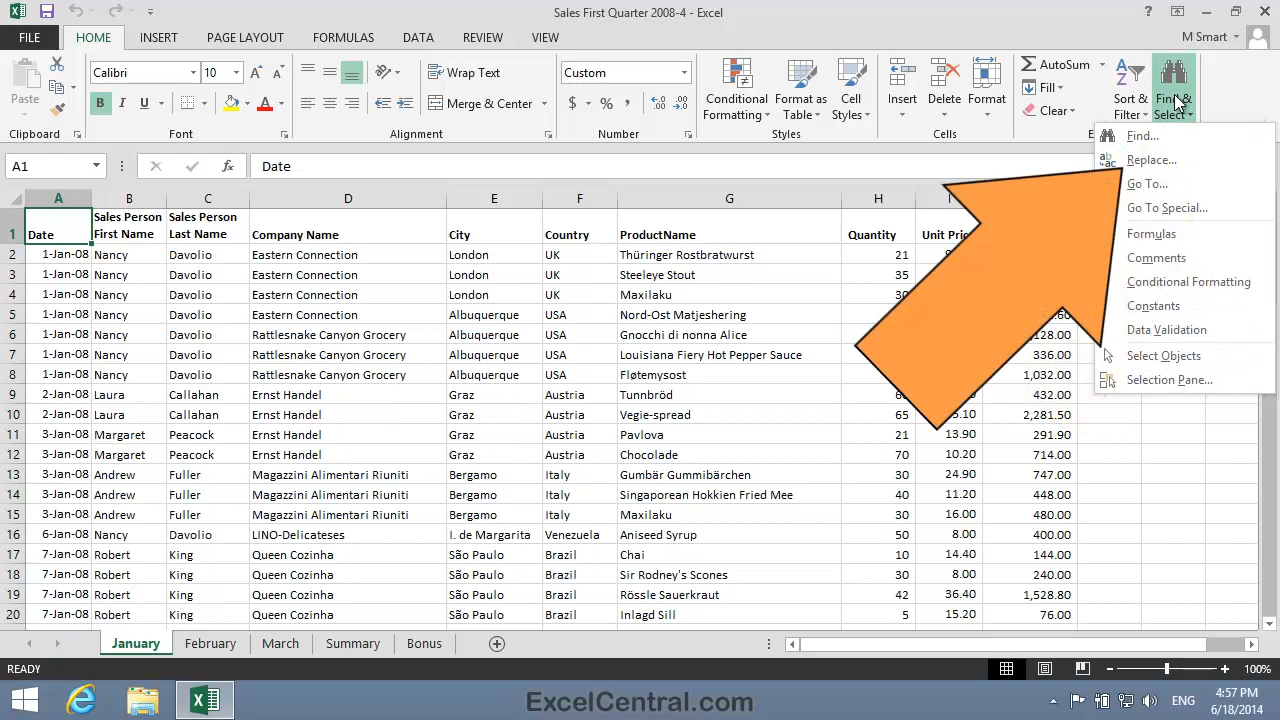 Sales First Quarter 2008-4 - Excel
FILE HOME INSERT PAGE LAYOUT FORMULAS DATA REVIEW VIEW M Smart
Paste
Calibri 10
B I U A
Wrap Text
Merge & Center
Custom
$ % ,
Conditional Formatting
Format as Table
Cell Styles
Insert Delete Format
AutoSum
Fill
Clear
Sort & Filter
Find & Select
Clipboard Font Alignment Styles Cells
Find...
Replace...
Go To...
Go To Special...
Formulas
Comments
Conditional Formatting
Constants
Data Validation
Select Objects
Selection Pane...
A1 fx Date
A B C D E F G H
1 Date Sales Person First Name Sales Person Last Name Company Name City Country ProductName Quantity Unit
2 1-Jan-08 Nancy Davolio Eastern Connection London UK Thüringer Rostbratwurst 21
3 1-Jan-08 Nancy Davolio Eastern Connection London UK Steeleye Stout 35
4 1-Jan-08 Nancy Davolio Eastern Connection London UK Maxilaku 30
5 1-Jan-08 Nancy Davolio Eastern Connection Albuquerque USA Nord-Ost Matjeshering
6 1-Jan-08 Nancy Davolio Rattlesnake Canyon Grocery Albuquerque USA Gnocchi di nonna Alice
7 1-Jan-08 Nancy Davolio Rattlesnake Canyon Grocery Albuquerque USA Louisiana Fiery Hot Pepper Sauce 336.00
8 1-Jan-08 Nancy Davolio Rattlesnake Canyon Grocery Albuquerque USA Fløtemysost 1,032.00
9 2-Jan-08 Laura Callahan Ernst Handel Graz Austria Tunnbröd 432.00
10 2-Jan-08 Laura Callahan Ernst Handel Graz Austria Vegie-spread 65 2,281.50
11 3-Jan-08 Margaret Peacock Ernst Handel Graz Austria Pavlova 21 13.90 291.90
12 3-Jan-08 Margaret Peacock Ernst Handel Graz Austria Chocolade 70 10.20 714.00
13 3-Jan-08 Andrew Fuller Magazzini Alimentari Riuniti Bergamo Italy Gumbär Gummibärchen 30 24.90 747.00
14 3-Jan-08 Andrew Fuller Magazzini Alimentari Riuniti Bergamo Italy Singaporean Hokkien Fried Mee 40 11.20 448.00
15 3-Jan-08 Andrew Fuller Magazzini Alimentari Riuniti Bergamo Italy Maxilaku 30 16.00 480.00
16 6-Jan-08 Nancy Davolio LINO-Delicateses I. de Margarita Venezuela Aniseed Syrup 50 8.00 400.00
17 7-Jan-08 Robert King Queen Cozinha São Paulo Brazil Chai 10 14.40 144.00
18 7-Jan-08 Robert King Queen Cozinha São Paulo Brazil Sir Rodney's Scones 30 8.00 240.00
19 7-Jan-08 Robert King Queen Cozinha São Paulo Brazil Rössle Sauerkraut 42 36.40 1,528.80
20 7-Jan-08 Robert King Queen Cozinha São Paulo Brazil Inlagd Sill 5 15.20 76.00
January February March Summary Bonus
READY 100%
ExcelCentral.com
ENG
4:57 PM
6/18/2014